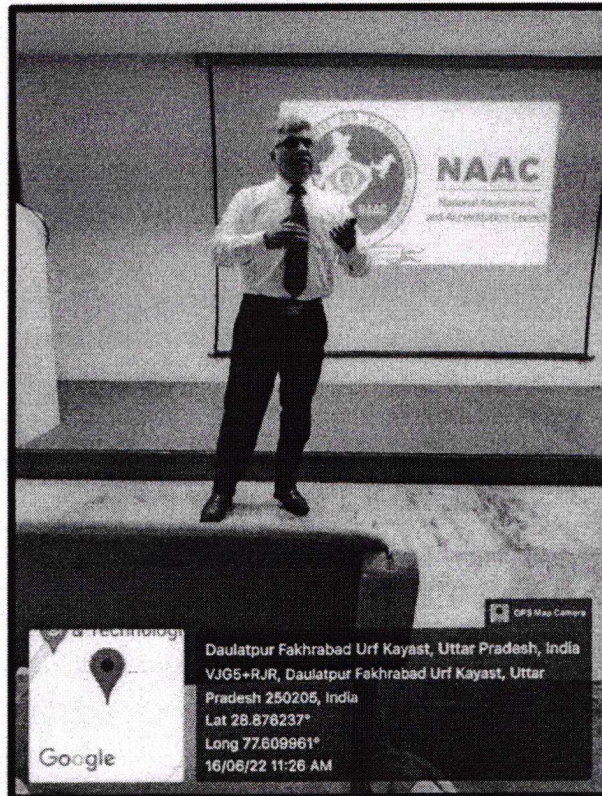 NAAC
National Assessment
and Accreditation Council
NAAC
GPS Map Camera
& Technologi
Google
Daulatpur Fakhrabad Urf Kayast, Uttar Pradesh, India
VJG5+RJR, Daulatpur Fakhrabad Urf Kayast, Uttar
Pradesh 250205, India
Lat 28.876237°
Long 77.609961°
16/06/22 11:26 AM